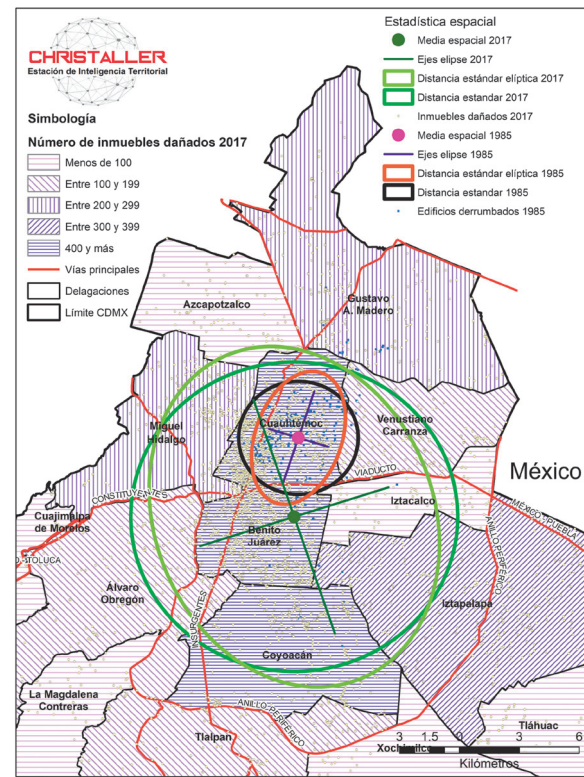 CHRISTALLER
Estación de Inteligencia Territorial
Simbología
Número de inmuebles dañados 2017
Menos de 100
Entre 100 y 199
Entre 200 y 299
Entre 300 y 399
400 y más
Vías principales
Delagaciones
Límite CDMX
Estadística espacial
Media espacial 2017
Ejes elipse 2017
Distancia estándar elíptica 2017
Distancia estandar 2017
Inmuebles dañados 2017
Media espacial 1985
Ejes elipse 1985
Distancia estándar elíptica 1985
Distancia estandar 1985
Edificios derrumbados 1985
Azcapotzalco
Gustavo
A. Madero
Miguel
Hidalgo
Cuauhtémoc
Venustiano
Carranza
México
VIADUCTO
CONSTITUYENTES
Iztacalco
MÉXICO - PUEBLA
Cuajimalpa
de Morelos
TOLUCA
Benito
Juárez
ANILLO PERIFÉRICO
Álvaro
Obregón
Iztapalapa
INSURGENTES
Coyoacán
La Magdalena
Contreras
ANILLO PERIFÉRICO
Tlalpan
Xochimilco
Tláhuac
3 1.5 0 3 6
Kilómetros